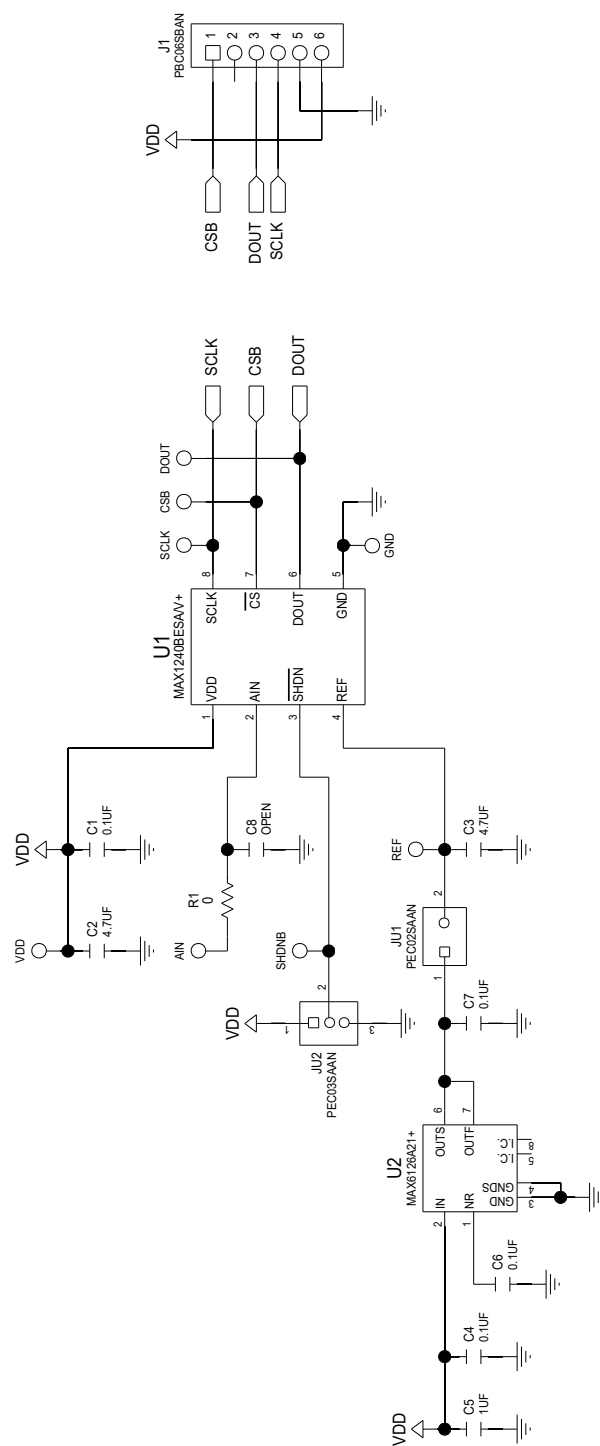 VDD
C5
1UF
C4
0.1UF
C6
0.1UF
U2
MAX6126A21+
2
IN
OUTS
6
1
NR
OUTF
7
GND
GNDS
I.C.
I.C.
3
4
5
8
C7
0.1UF
JU1
PEC02SAAN
1
2
REF
C3
4.7UF
VDD
JU2
PEC03SAAN
1
2
3
SHDNB
AIN
R1
0
C8
OPEN
VDD
C2
4.7UF
VDD
C1
0.1UF
U1
MAX1240BESA/V+
1
VDD
SCLK
8
2
AIN
CS
7
3
SHDN
DOUT
6
4
REF
GND
5
SCLK
CSB
DOUT
GND
SCLK
CSB
DOUT
VDD
CSB
DOUT
SCLK
J1
PBC06SBAN
1
2
3
4
5
6